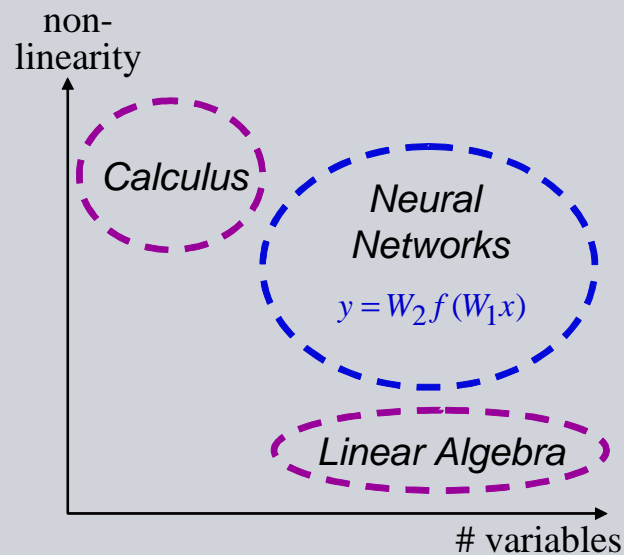 non-
linearity
Calculus
Neural
Networks
y = W₂ f (W₁x)
Linear Algebra
# variables